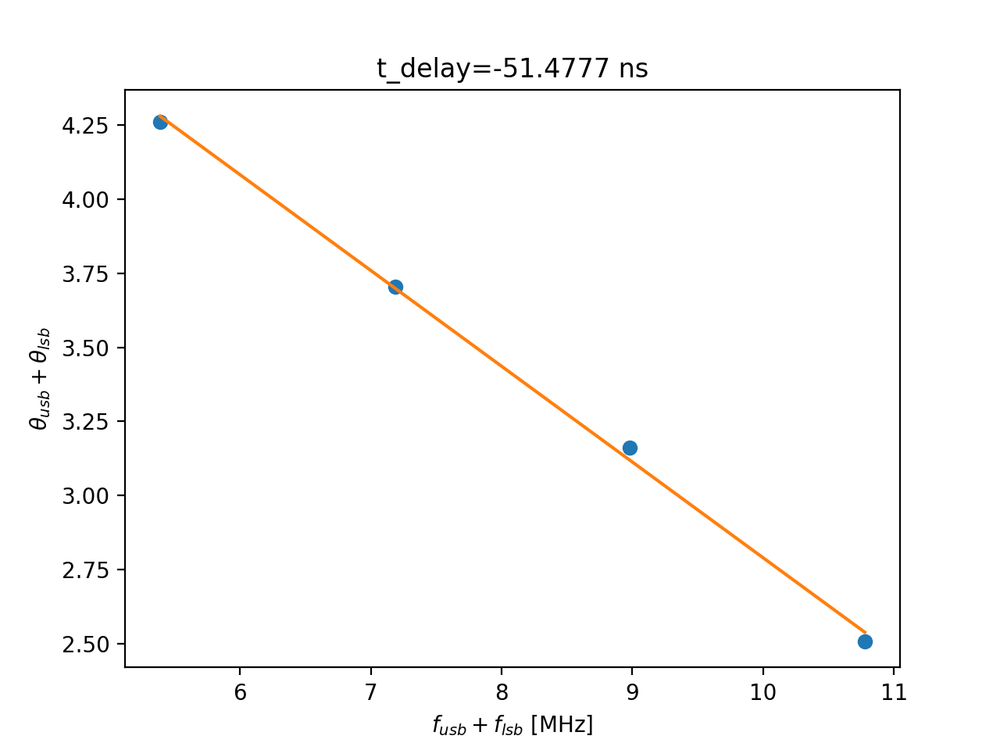 t_delay=-51.4777 ns
θ_usb + θ_lsb
4.25
4.00
3.75
3.50
3.25
3.00
2.75
2.50
6 7 8 9 10 11
f_usb + f_lsb [MHz]